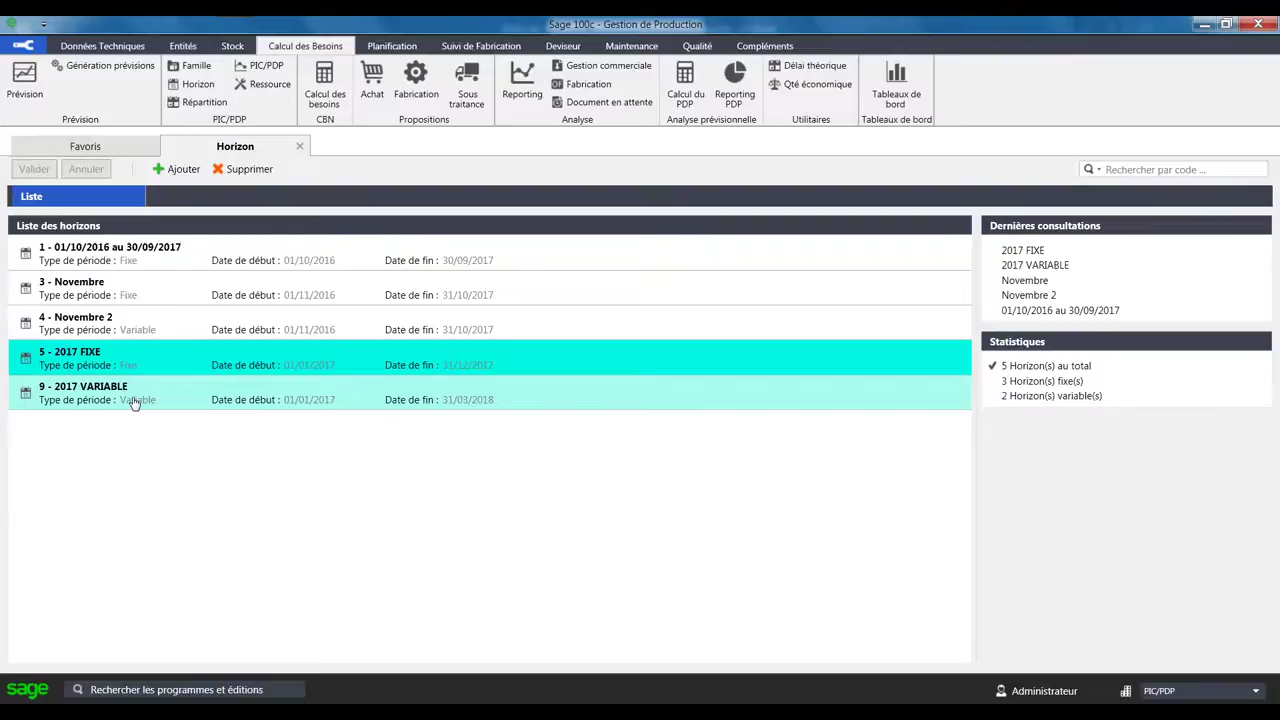 Sage 100c - Gestion de Production
Données Techniques Entités Stock Calcul des Besoins Planification Suivi de Fabrication Deviseur Maintenance Qualité Compléments
Prévision
Génération prévisions
Prévision
Famille
Horizon
Répartition
PIC/PDP
Ressource
PIC/PDP
Calcul des
besoins
CBN
Achat
Fabrication
Sous
traitance
Propositions
Reporting
Gestion commerciale
Fabrication
Document en attente
Analyse
Calcul du
PDP
Reporting
PDP
Analyse prévisionnelle
Délai théorique
Qté économique
Utilitaires
Tableaux de
bord
Tableaux de bord
Favoris Horizon
Valider Annuler Ajouter Supprimer Rechercher par code ...
Liste
Liste des horizons
1 - 01/10/2016 au 30/09/2017
Type de période : Fixe Date de début : 01/10/2016 Date de fin : 30/09/2017
3 - Novembre
Type de période : Fixe Date de début : 01/11/2016 Date de fin : 31/10/2017
4 - Novembre 2
Type de période : Variable Date de début : 01/11/2016 Date de fin : 31/10/2017
5 - 2017 FIXE
Type de période : Fixe Date de début : 01/01/2017 Date de fin : 31/12/2017
9 - 2017 VARIABLE
Type de période : Variable Date de début : 01/01/2017 Date de fin : 31/03/2018
Dernières consultations
2017 FIXE
2017 VARIABLE
Novembre
Novembre 2
01/10/2016 au 30/09/2017
Statistiques
5 Horizon(s) au total
3 Horizon(s) fixe(s)
2 Horizon(s) variable(s)
sage Rechercher les programmes et éditions Administrateur PIC/PDP